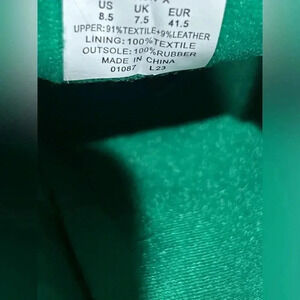 US UK EUR
8.5 7.5 41.5
UPPER:91%TEXTILE+9%LEATHER
LINING:100%TEXTILE
OUTSOLE:100%RUBBER
MADE IN CHINA
01087 L23